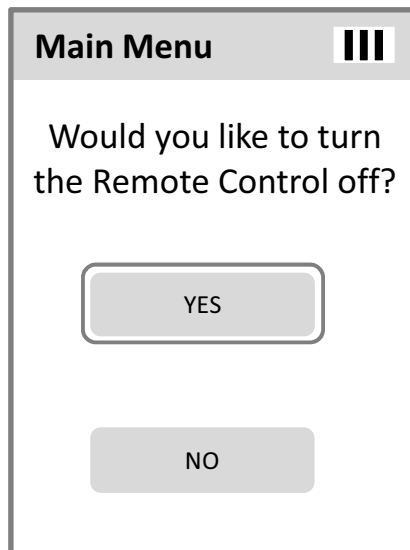 Main Menu
Would you like to turn
the Remote Control off?
YES
NO